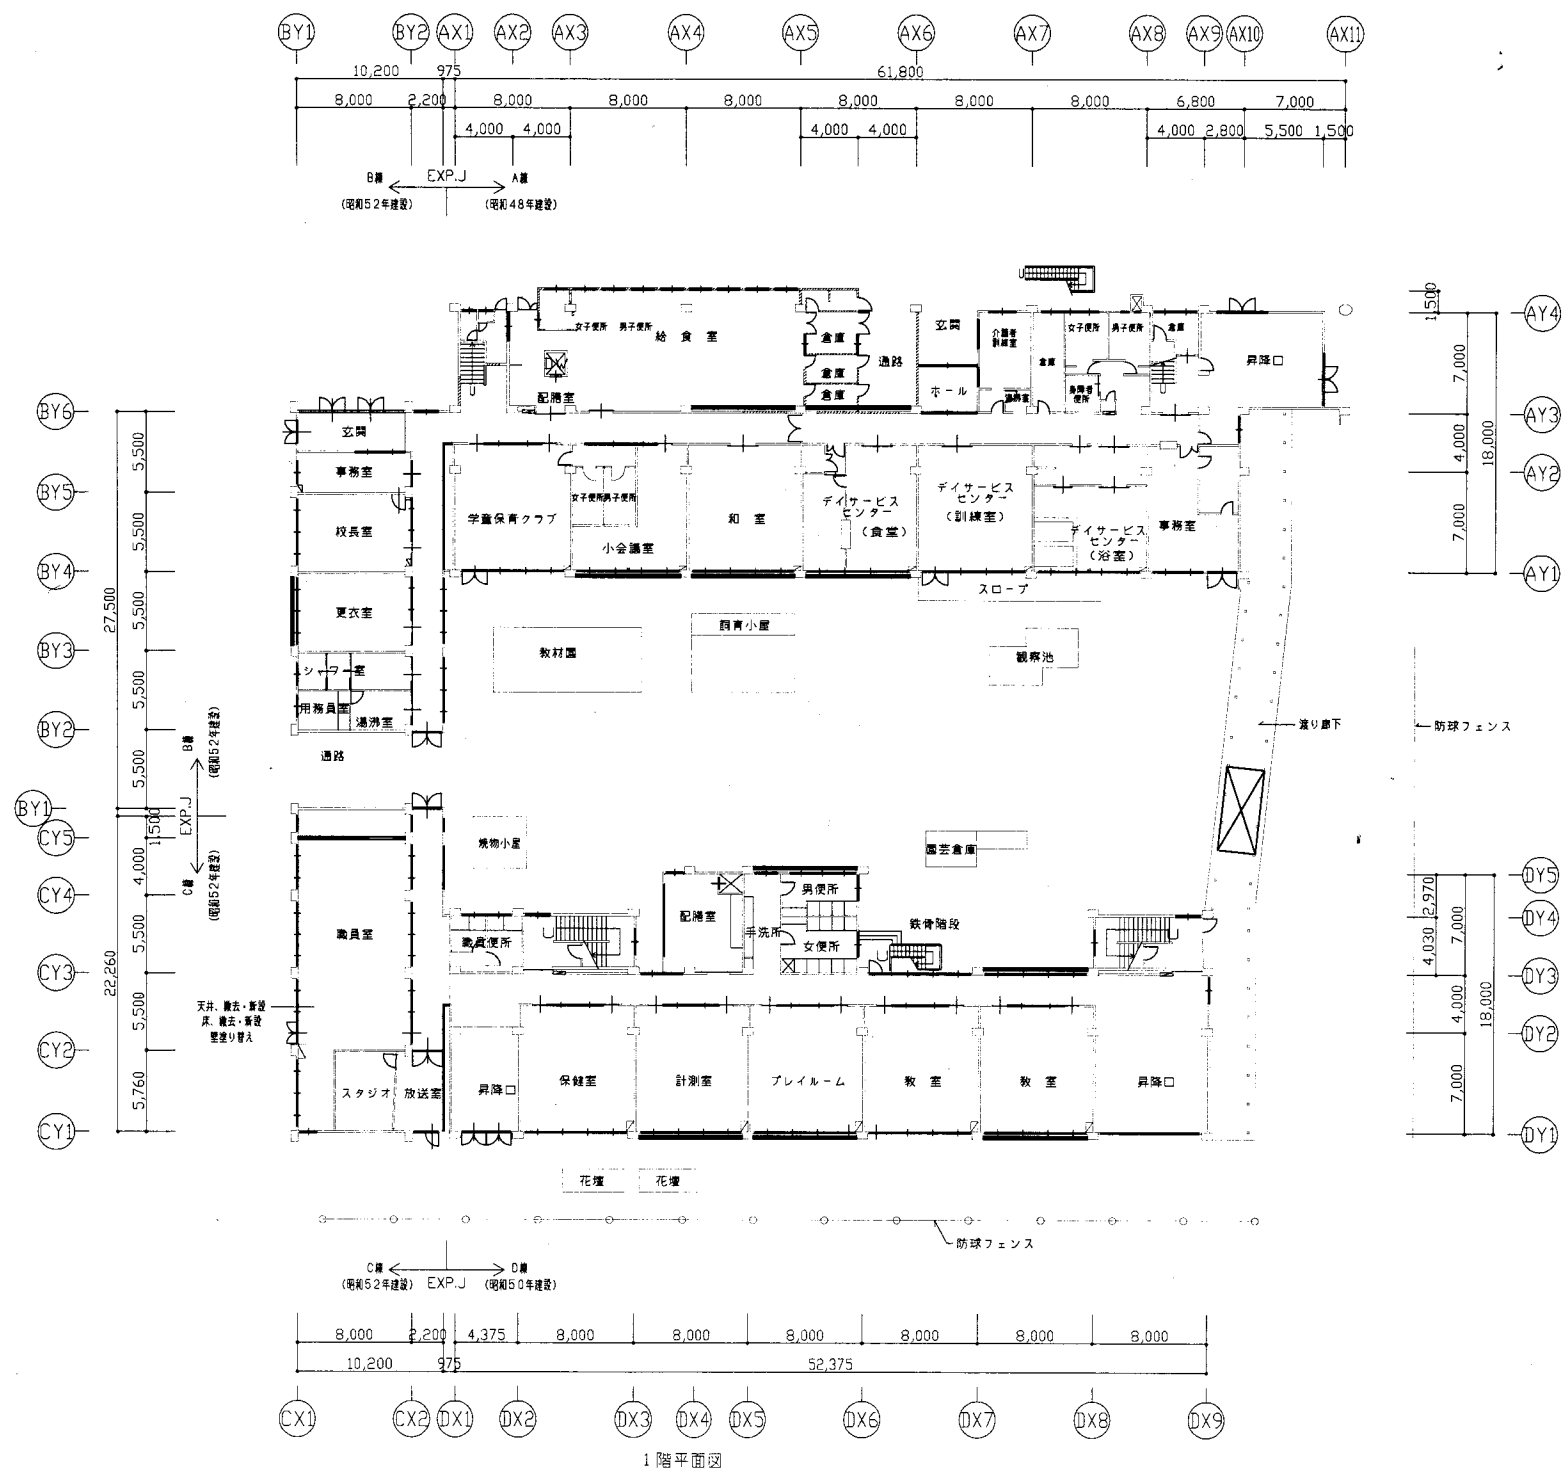 BY1 BY2 AX1 AX2 AX3 AX4 AX5 AX6 AX7 AX8 AX9 AX10 AX11
10,200 975 61,800
8,000 2,200 8,000 8,000 8,000 8,000 8,000 8,000 6,800 7,000
4,000 4,000 4,000 4,000 4,000 2,800 5,500 1,500
B棟 EXP.J A棟
(昭和52年建設) (昭和48年建設)
1,500
AY4
7,000
AY3
4,000
18,000
AY2
7,000
AY1
女子便所 男子便所
給食室
DW
配膳室
倉庫
倉庫
倉庫
通路
玄関
ホール
介護者
訓練室
湯沸室
倉庫
女子便所 男子便所
身障者
便所
倉庫
昇降口
U
BY6
5,500
BY5
5,500
BY4
5,500
27,500
BY3
5,500
BY2
5,500
BY1
玄関
事務室
校長室
更衣室
シャワー室
用務員室
湯沸室
通路
学童保育クラブ
女子便所 男子便所
小会議室
和室
デイサービス
センター
(食堂)
デイサービス
センター
(訓練室)
デイサービス
センター
(浴室)
事務室
スロープ
教材園
飼育小屋
観察池
渡り廊下
防球フェンス
B棟
(昭和52年建設)
EXP.J
C棟
(昭和52年建設)
1,500
CY5
4,000
CY4
5,500
CY3
22,260
5,500
CY2
5,760
CY1
焼物小屋
園芸倉庫
職員室
職員便所
U
配膳室
手洗所
男便所
女便所
鉄骨階段
U
U
天井、撤去・新設
床、撤去・新設
壁塗り替え
スタジオ
放送室
昇降口
保健室
計測室
プレイルーム
教室
教室
昇降口
DY5
2,970
DY4
4,030
7,000
DY3
4,000
18,000
DY2
7,000
DY1
花壇 花壇
防球フェンス
C棟 EXP.J D棟
(昭和52年建設) (昭和50年建設)
8,000 2,200 4,375 8,000 8,000 8,000 8,000 8,000 8,000
10,200 975 52,375
CX1 CX2 DX1 DX2 DX3 DX4 DX5 DX6 DX7 DX8 DX9
1階平面図